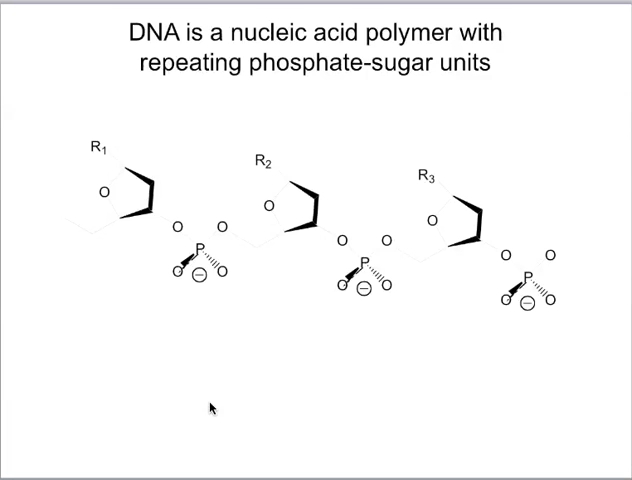 DNA is a nucleic acid polymer with
repeating phosphate-sugar units
R1
R2
R3
O
O
O
O
O
P
O
O
O
O
P
O
O
O
O
P
O
O